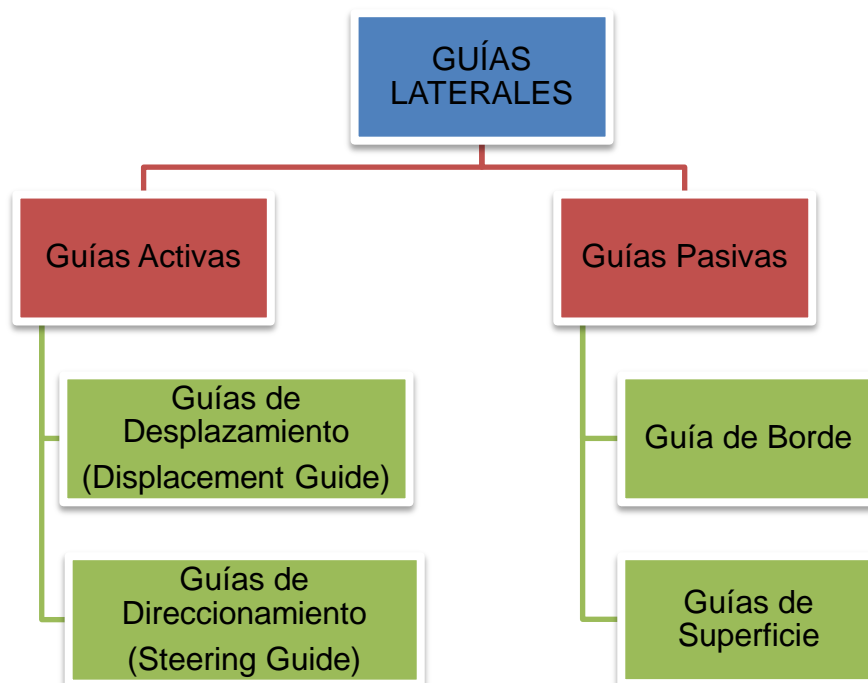 GUÍAS
LATERALES
Guías Activas
Guías Pasivas
Guías de
Desplazamiento
(Displacement Guide)
Guía de Borde
Guías de
Direccionamiento
(Steering Guide)
Guías de
Superficie